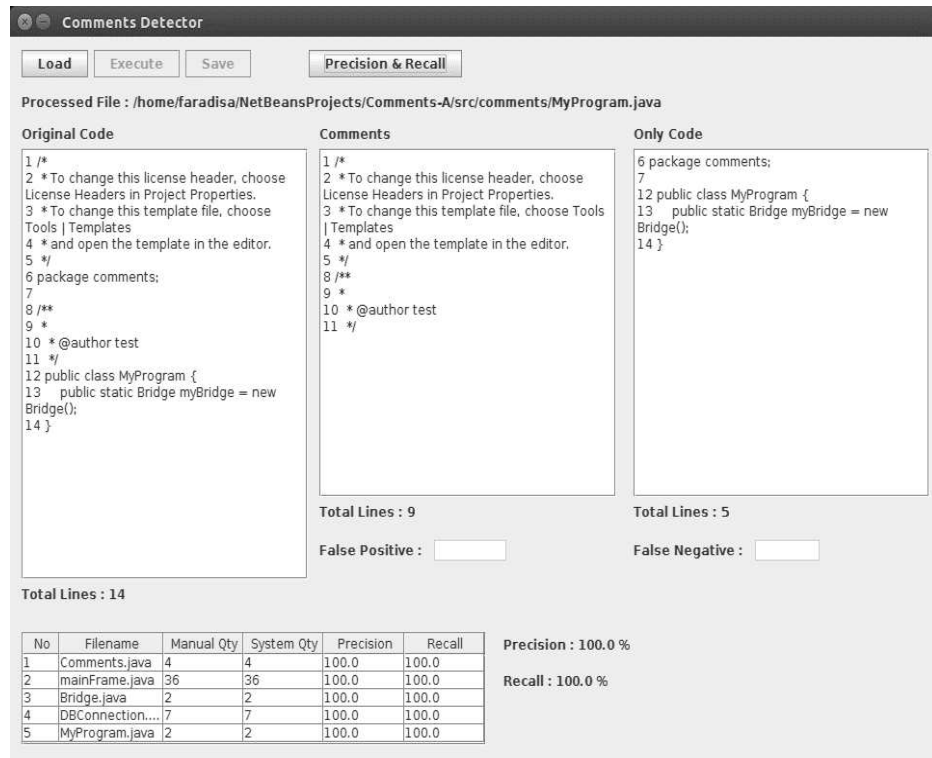 Comments Detector
Load Execute Save Precision & Recall
Processed File : /home/faradisa/NetBeansProjects/Comments-A/src/comments/MyProgram.java
Original Code
1 /*
2  * To change this license header, choose
License Headers in Project Properties.
3  * To change this template file, choose
Tools | Templates
4  * and open the template in the editor.
5  */
6 package comments;
7
8 /**
9  *
10  * @author test
11  */
12 public class MyProgram {
13    public static Bridge myBridge = new
Bridge();
14 }
Total Lines : 14
Comments
1 /*
2  * To change this license header, choose
License Headers in Project Properties.
3  * To change this template file, choose Tools
| Templates
4  * and open the template in the editor.
5  */
8 /**
9  *
10  * @author test
11  */
Total Lines : 9
False Positive :
Only Code
6 package comments;
7
12 public class MyProgram {
13    public static Bridge myBridge = new
Bridge();
14 }
Total Lines : 5
False Negative :
No Filename Manual Qty System Qty Precision Recall
1 Comments.java 4 4 100.0 100.0
2 mainFrame.java 36 36 100.0 100.0
3 Bridge.java 2 2 100.0 100.0
4 DBConnection.... 7 7 100.0 100.0
5 MyProgram.java 2 2 100.0 100.0
Precision : 100.0 %
Recall : 100.0 %